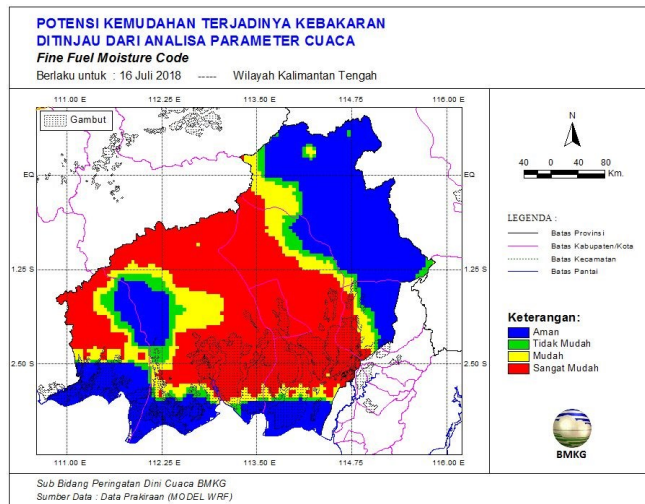 POTENSI KEMUDAHAN TERJADINYA KEBAKARAN
DITINJAU DARI ANALISA PARAMETER CUACA
Fine Fuel Moisture Code
Berlaku untuk : 16 Juli 2018 ----- Wilayah Kalimantan Tengah
111.00 E 112.25 E 113.50 E 114.75 E 116.00 E
Gambut
N
40 0 40 80
Km.
EQ EQ
LEGENDA :
Batas Provinsi
Batas Kabupaten/Kota
Batas Kecamatan
Batas Pantai
1.25 S 1.25 S
Keterangan:
Aman
Tidak Mudah
Mudah
Sangat Mudah
2.50 S 2.50 S
BMKG
111.00 E 112.25 E 113.50 E 114.75 E 116.00 E
Sub Bidang Peringatan Dini Cuaca BMKG
Sumber Data : Data Prakiraan (MODEL WRF)